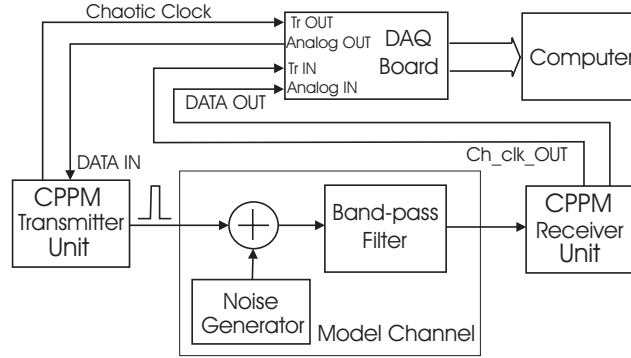 Chaotic Clock
Tr OUT
Analog OUT
Tr IN
Analog IN
DAQ
Board
Computer
DATA OUT
DATA IN
Ch_clk_OUT
CPPM
Transmitter
Unit
Band-pass
Filter
CPPM
Receiver
Unit
Noise
Generator
Model Channel